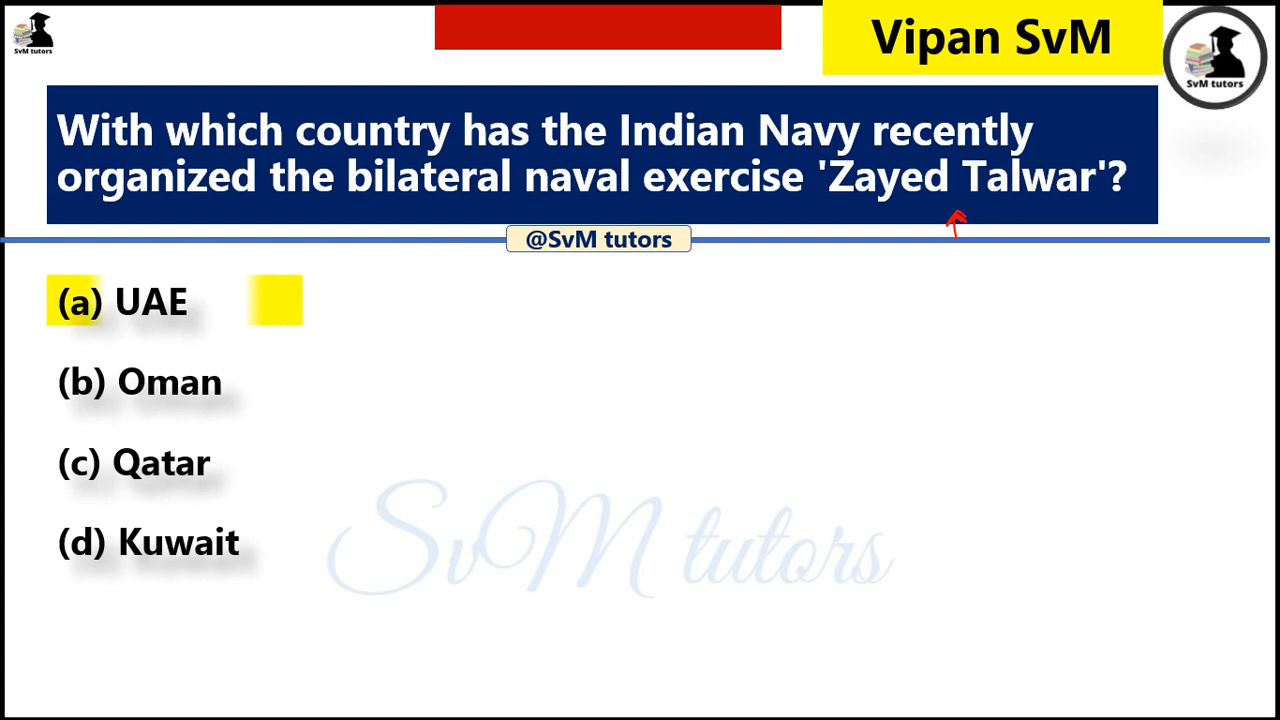 SvM tutors
Vipan SvM
SvM tutors
With which country has the Indian Navy recently
organized the bilateral naval exercise 'Zayed Talwar'?
@SvM tutors
(a) UAE
(b) Oman
(c) Qatar
(d) Kuwait
SvM tutors